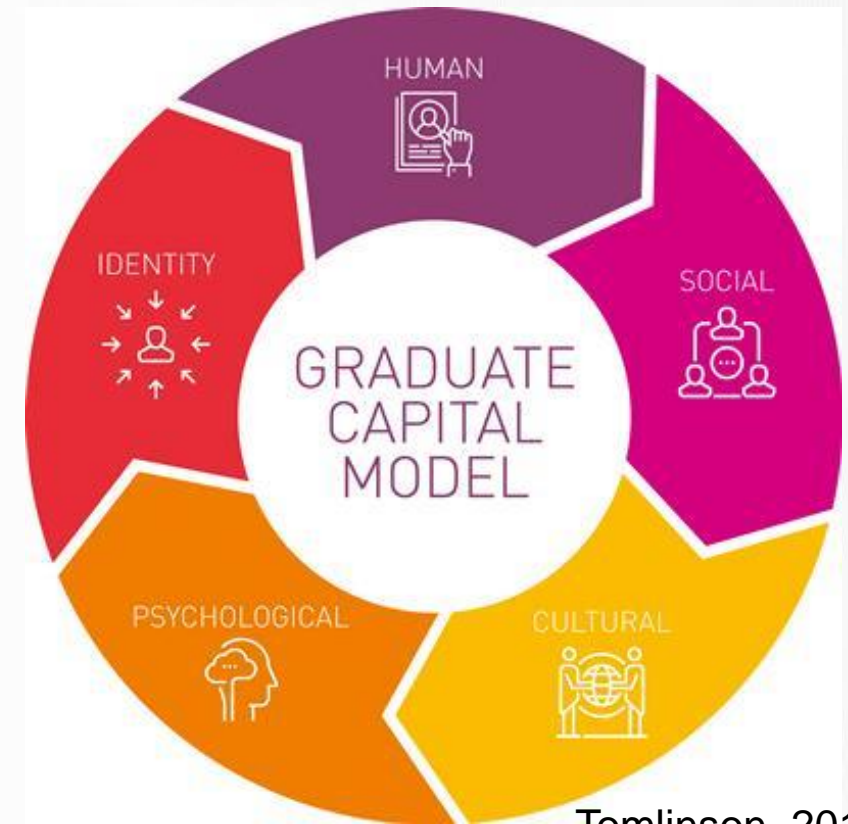 HUMAN
SOCIAL
CULTURAL
PSYCHOLOGICAL
IDENTITY
GRADUATE
CAPITAL
MODEL